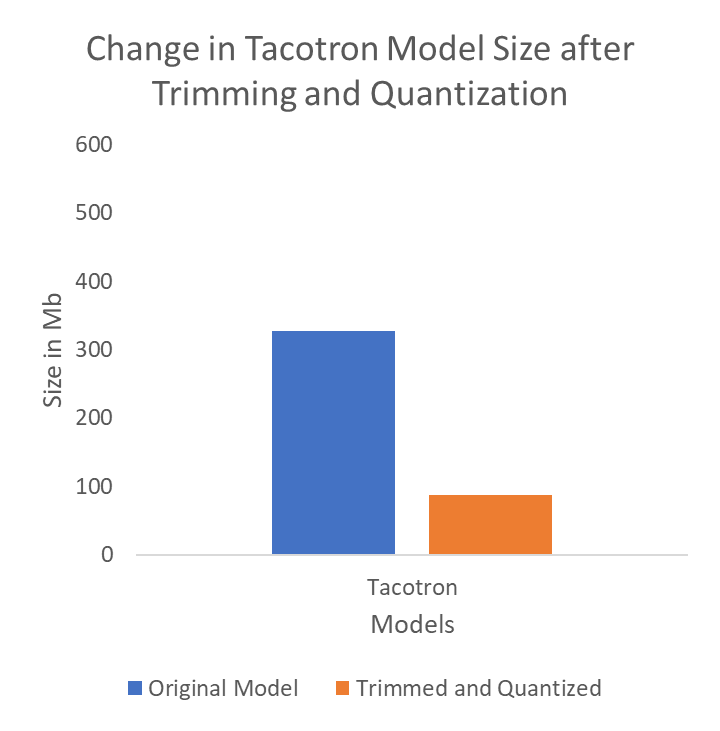 Change in Tacotron Model Size after
Trimming and Quantization
600
500
400
300
200
100
0
Size in Mb
Tacotron
Models
Original Model
Trimmed and Quantized